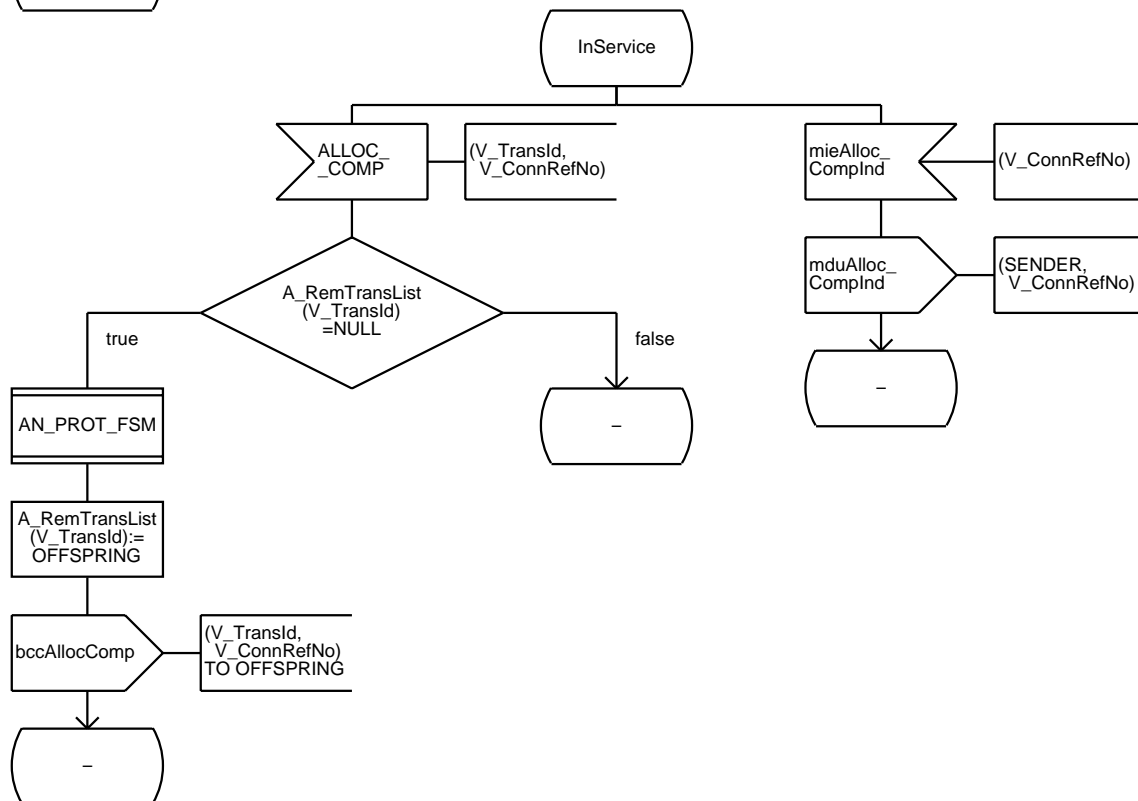 InService
ALLOC_
_COMP
(V_TransId,
V_ConnRefNo)
mieAlloc_
CompInd
(V_ConnRefNo)
A_RemTransList
(V_TransId)
=NULL
mduAlloc_
CompInd
(SENDER,
V_ConnRefNo)
true
false
–
–
AN_PROT_FSM
A_RemTransList
(V_TransId):=
OFFSPRING
bccAllocComp
(V_TransId,
V_ConnRefNo)
TO OFFSPRING
–